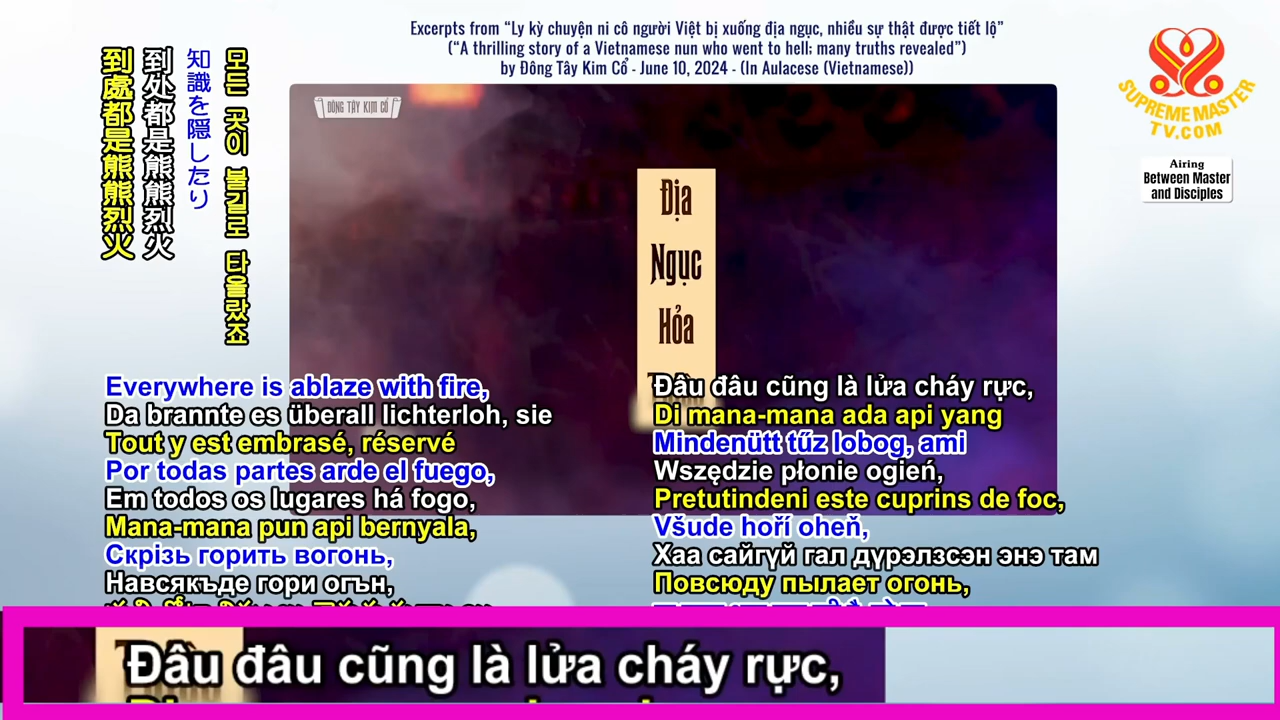 Excerpts from “Ly kỳ chuyện ni cô người Việt bị xuống địa ngục, nhiều sự thật được tiết lộ”
(“A thrilling story of a Vietnamese nun who went to hell; many truths revealed”)
by Đông Tây Kim Cổ - June 10, 2024 - (In Aulacese (Vietnamese))
SUPREME MASTER
TV.COM
Airing
Between Master
and Disciples
ĐÔNG TÂY KIM CỔ
모든 곳이 불길로 타올랐죠
知識を隠したり
到处都是熊熊烈火
到處都是熊熊烈火
Địa
Ngục
Hỏa
Everywhere is ablaze with fire,
Da brannte es überall lichterloh, sie
Tout y est embrasé, réservé
Por todas partes arde el fuego,
Em todos os lugares há fogo,
Mana-mana pun api bernyala,
Скрізь горить вогонь,
Навсякъде гори огън,
Đâu đâu cũng là lửa cháy rực,
Di mana-mana ada api yang
Mindenütt tűz lobog, ami
Wszędzie płonie ogień,
Pretutindeni este cuprins de foc,
Všude hoří oheň,
Хаа сайгүй гал дүрэлзсэн энэ там
Повсюду пылает огонь,
Đâu đâu cũng là lửa cháy rực,